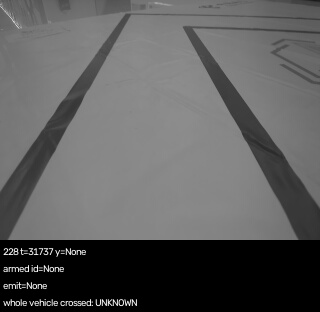 228 t=31737 y=None
armed id=None
emit=None
whole vehicle crossed: UNKNOWN